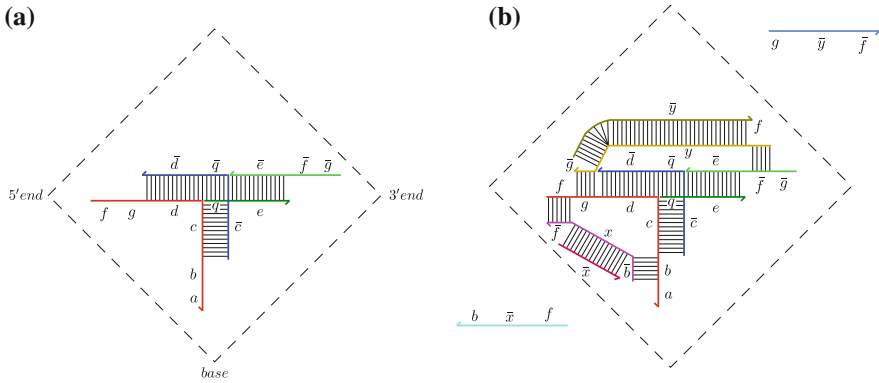 (a)
d̄ q̄ ē f̄ ḡ
5'end 3'end
f g d q e
c c̄
b
a
base
(b)
g ȳ f̄
ȳ
f
y
ḡ d̄ q̄ ē
f̄ ḡ
f g d q e
c c̄
f̄ x
x̄ b̄ b
a
b x̄ f